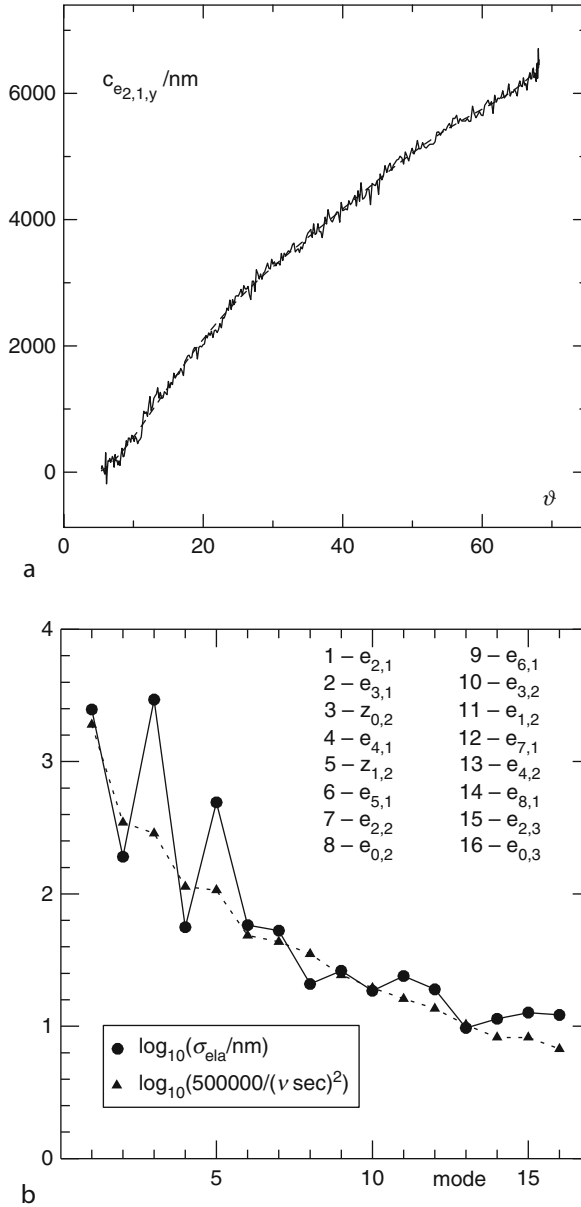 c_{e_{2,1,y}} /nm
6000
4000
2000
0
0 20 40 60 ϑ
a
4
3
2
1
0
1 – e_{2,1}
2 – e_{3,1}
3 – z_{0,2}
4 – e_{4,1}
5 – z_{1,2}
6 – e_{5,1}
7 – e_{2,2}
8 – e_{0,2}
9 – e_{6,1}
10 – e_{3,2}
11 – e_{1,2}
12 – e_{7,1}
13 – e_{4,2}
14 – e_{8,1}
15 – e_{2,3}
16 – e_{0,3}
log_{10}(σ_{ela}/nm)
log_{10}(500000/(ν sec)^2)
5 10 mode 15
b